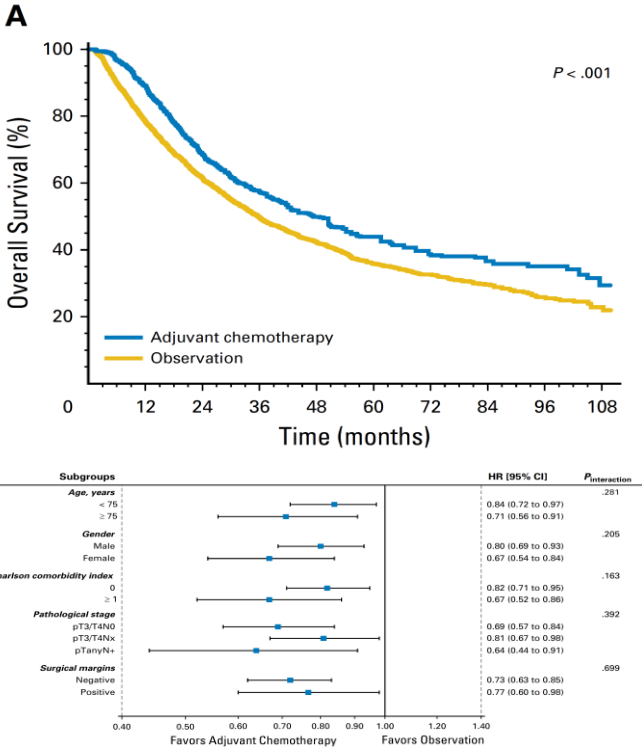 A
100
80
60
40
20
0
Overall Survival (%)
P < .001
Adjuvant chemotherapy
Observation
12 24 36 48 60 72 84 96 108
Time (months)
Subgroups HR [95% CI] Pinteraction
Age, years .281
< 75 0.84 (0.72 to 0.97)
≥ 75 0.71 (0.56 to 0.91)
Gender .205
Male 0.80 (0.69 to 0.93)
Female 0.67 (0.54 to 0.84)
arlson comorbidity index .163
0 0.82 (0.71 to 0.95)
≥ 1 0.67 (0.52 to 0.86)
Pathological stage .392
pT3/T4N0 0.69 (0.57 to 0.84)
pT3/T4Nx 0.81 (0.67 to 0.98)
pTanyN+ 0.64 (0.44 to 0.91)
Surgical margins .699
Negative 0.73 (0.63 to 0.85)
Positive 0.77 (0.60 to 0.98)
0.40 0.50 0.60 0.70 0.80 0.90 1.00 1.20 1.40
Favors Adjuvant Chemotherapy Favors Observation